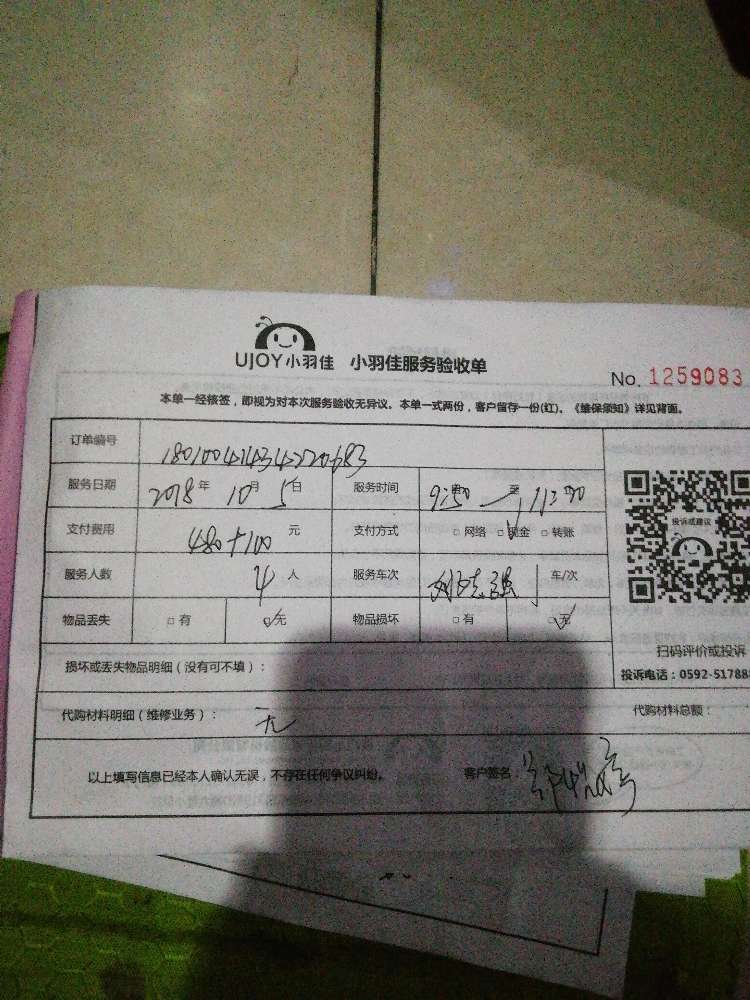 UJOY小羽佳 小羽佳服务验收单
No. 1259083
本单一经核签，即视为对本次服务验收无异议。本单一式两份，客户留存一份(红)。《维保须知》详见背面。
订单编号
服务日期 2018年 10月 5日 服务时间 9:50 至 11:30
投诉或建议
支付费用 480+100 元 支付方式 □ 网络 □ 现金 □ 转账
服务人数 4 人 服务车次 1 车/次
物品丢失 □ 有 □ 无 物品损坏 □ 有 □ 无
扫码评价或投诉
损坏或丢失物品明细（没有可不填）：
投诉电话：0592-51788
代购材料明细（维修业务）： 无 代购材料总额：
以上填写信息已经本人确认无误，不存在任何争议纠纷。 客户签名：